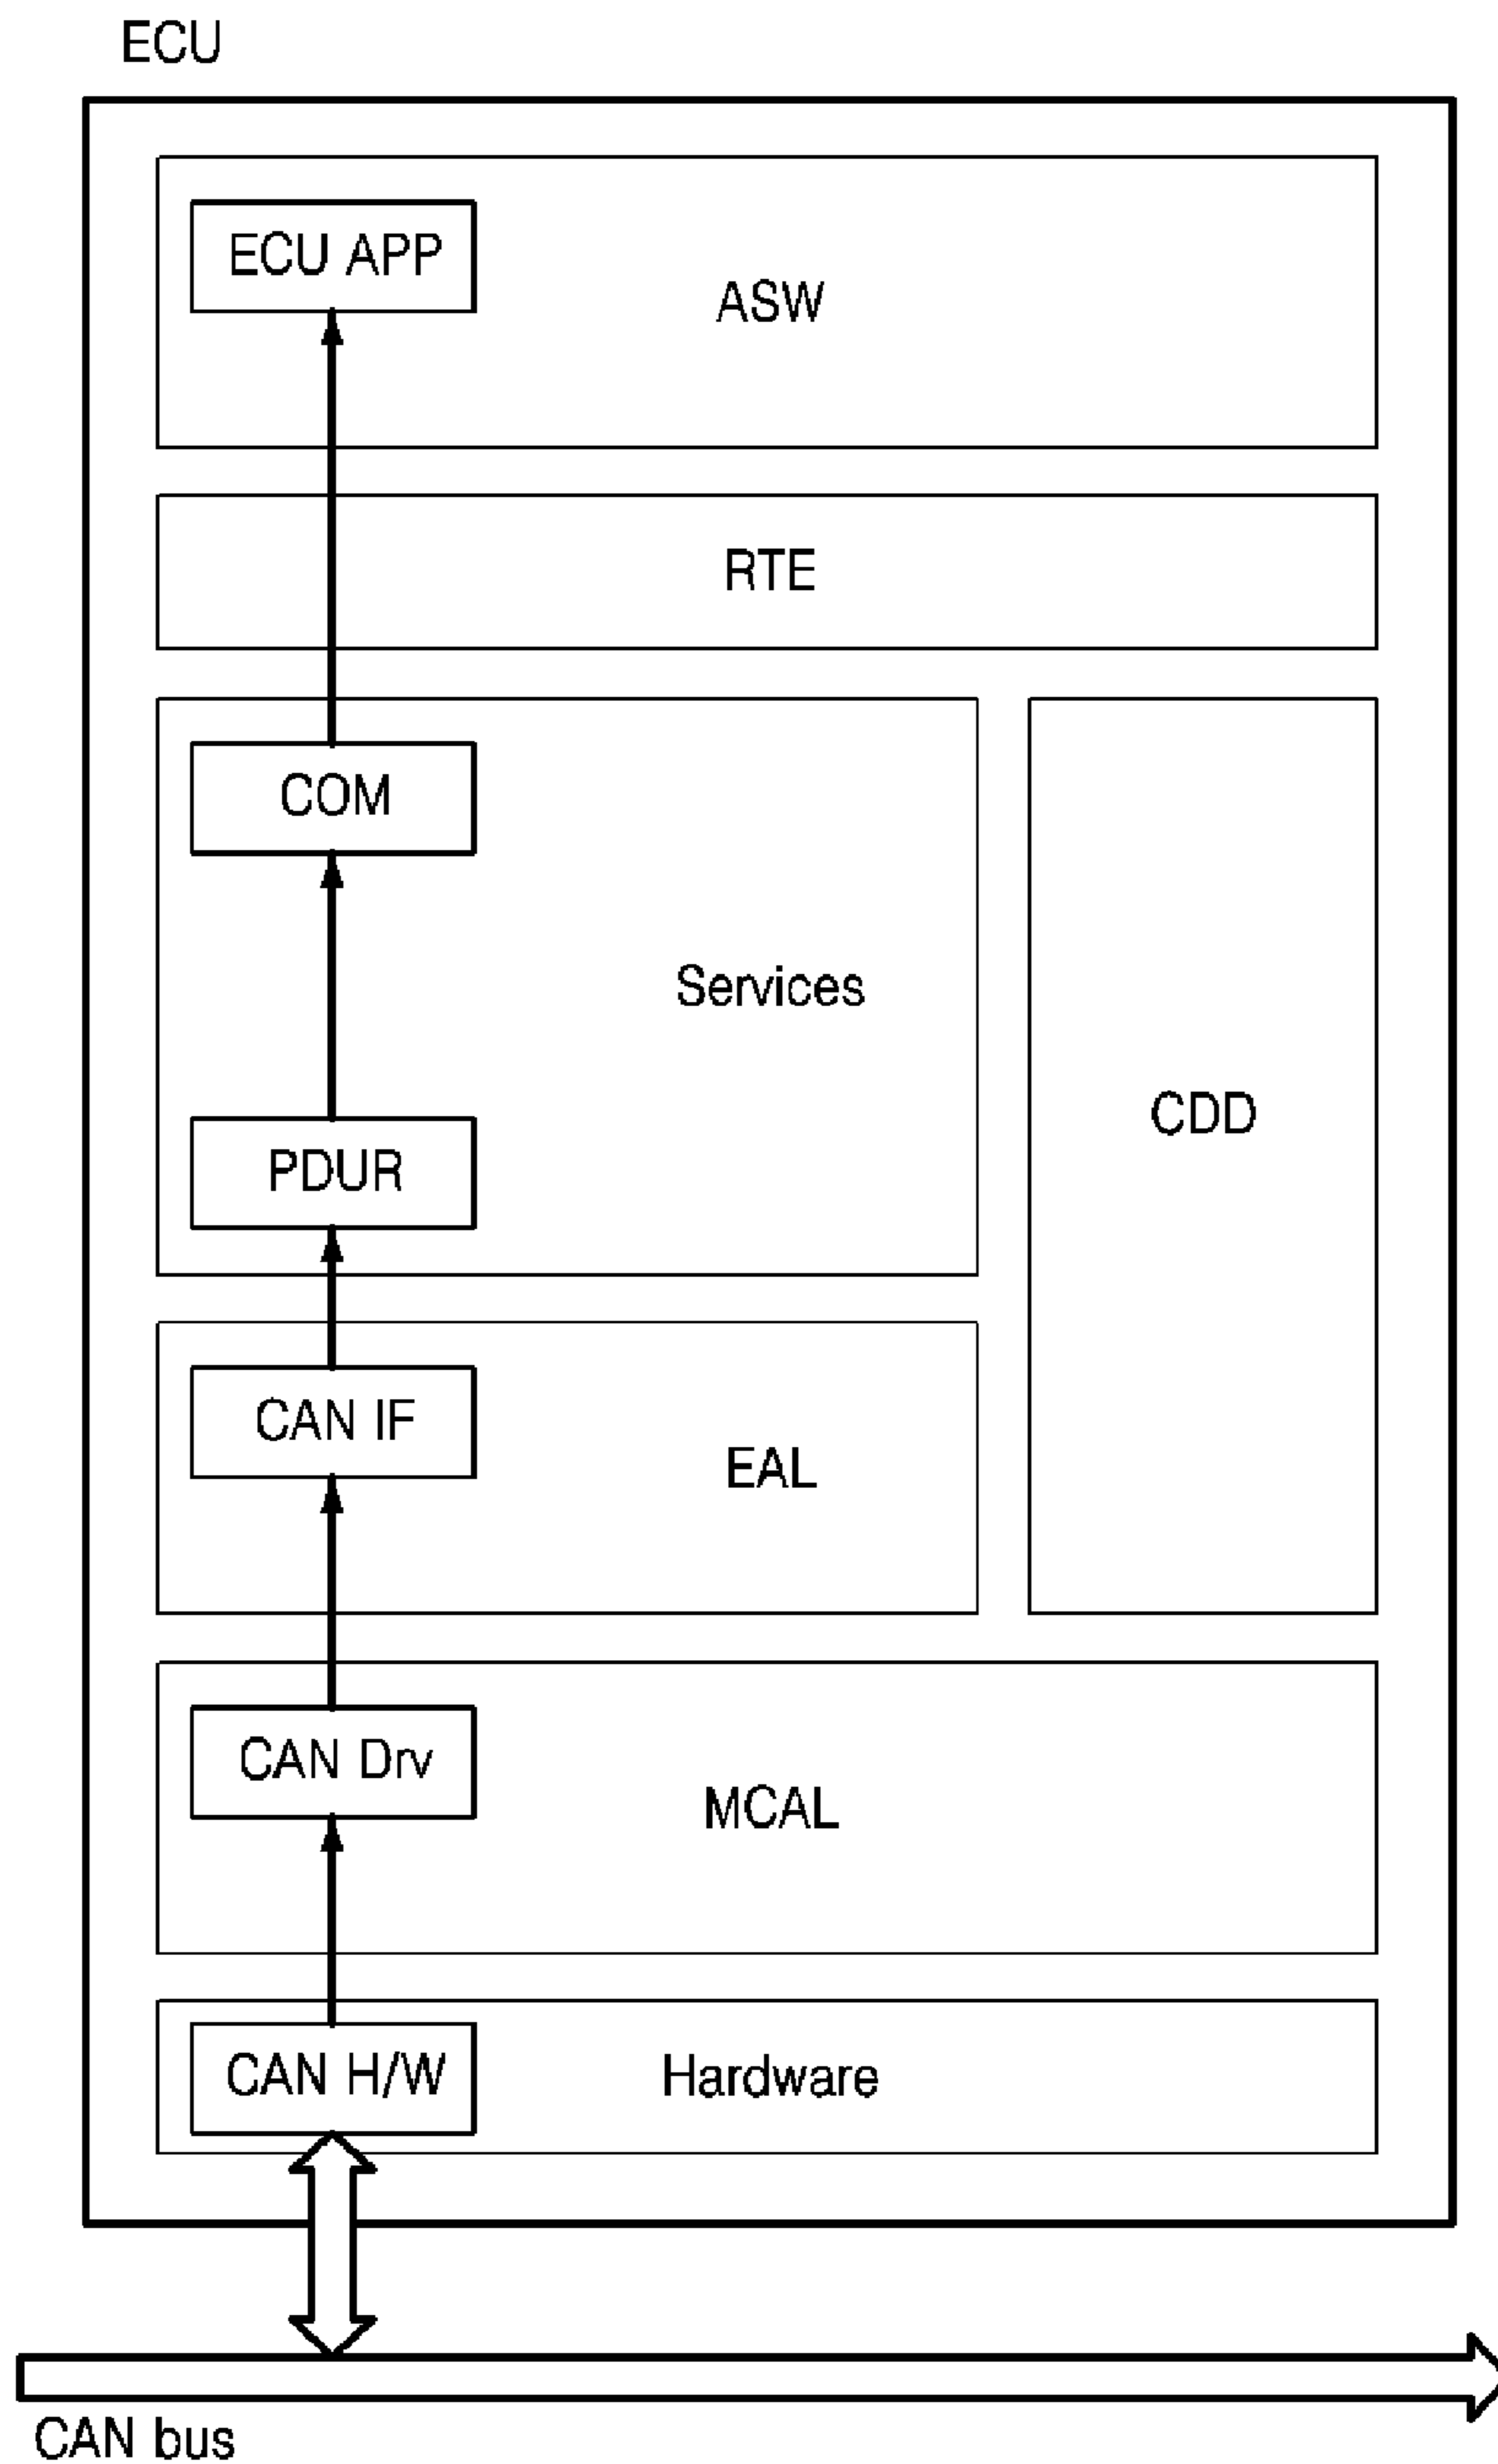 ECU
ECU APP
ASW
RTE
COM
Services
PDUR
CDD
CAN IF
EAL
CAN Drv
MCAL
CAN H/W
Hardware
CAN bus